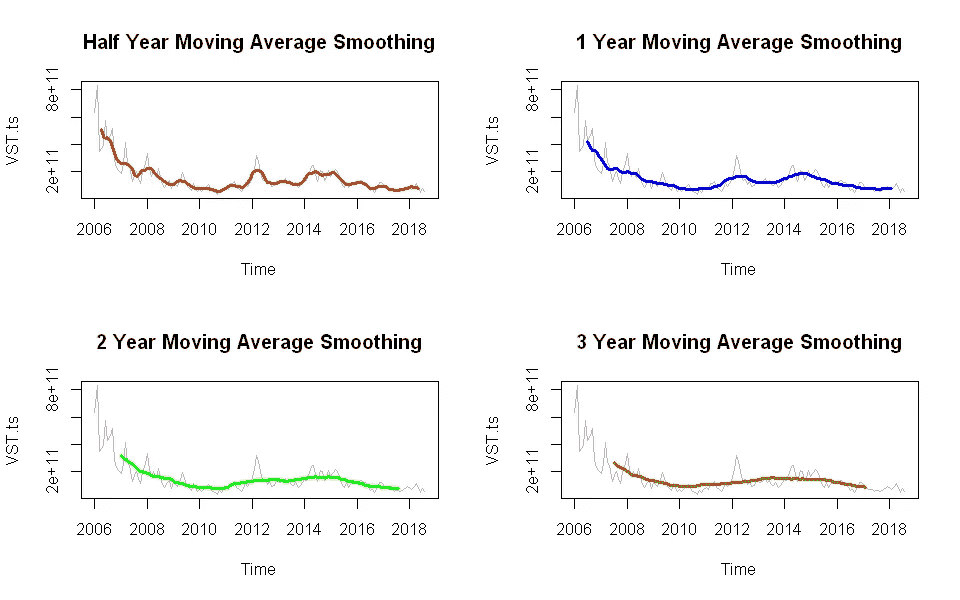 Half Year Moving Average Smoothing
8e+11
2e+11
VST.ts
2006 2008 2010 2012 2014 2016 2018
Time
1 Year Moving Average Smoothing
8e+11
2e+11
VST.ts
2006 2008 2010 2012 2014 2016 2018
Time
2 Year Moving Average Smoothing
8e+11
2e+11
VST.ts
2006 2008 2010 2012 2014 2016 2018
Time
3 Year Moving Average Smoothing
8e+11
2e+11
VST.ts
2006 2008 2010 2012 2014 2016 2018
Time